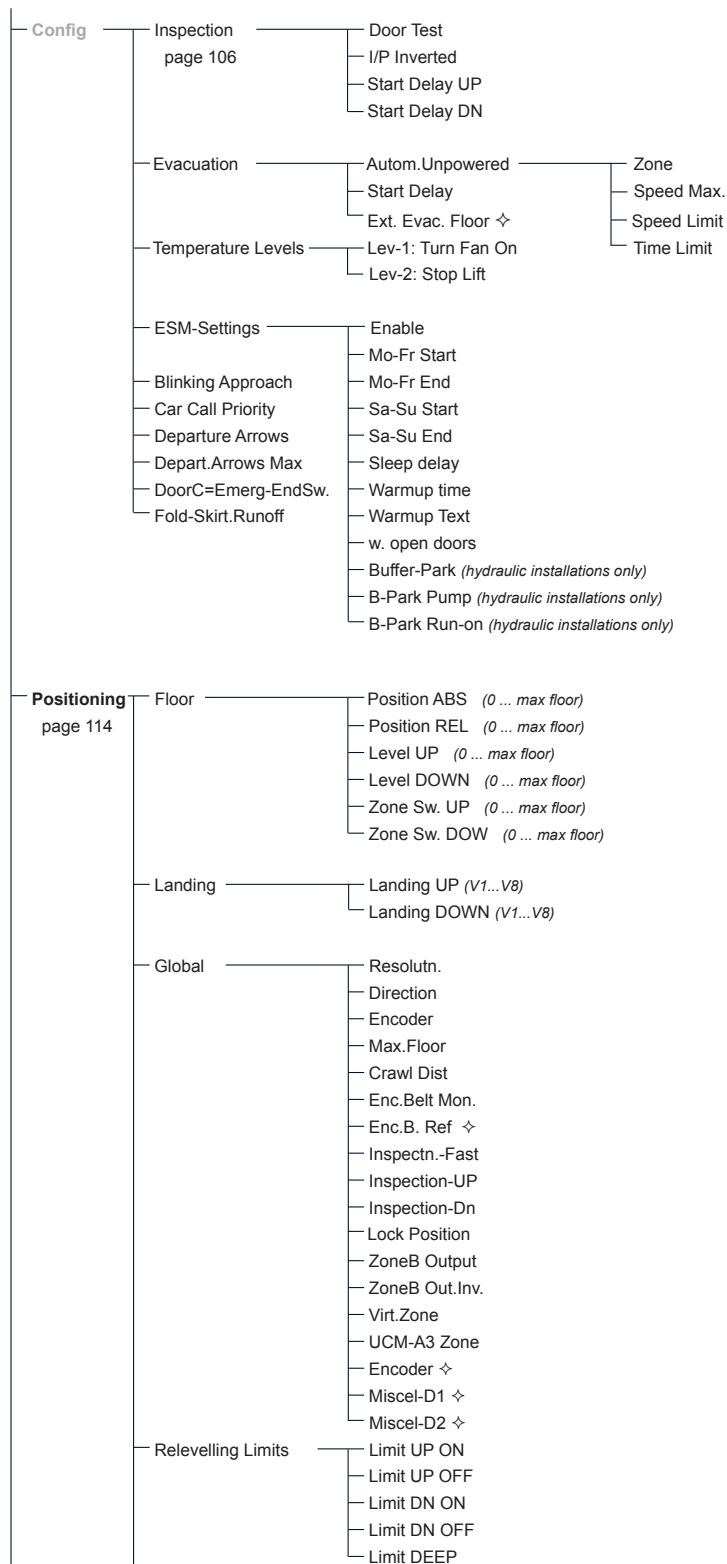 Config Inspection Door Test
page 106 I/P Inverted
Start Delay UP
Start Delay DN
Evacuation Autom.Unpowered Zone
Start Delay Speed Max.
Ext. Evac. Floor ✧ Speed Limit
Temperature Levels Lev-1: Turn Fan On Time Limit
Lev-2: Stop Lift
ESM-Settings Enable
Mo-Fr Start
Blinking Approach Mo-Fr End
Car Call Priority Sa-Su Start
Departure Arrows Sa-Su End
Depart.Arrows Max Sleep delay
DoorC=Emerg-EndSw. Warmup time
Fold-Skirt.Runoff Warmup Text
w. open doors
Buffer-Park (hydraulic installations only)
B-Park Pump (hydraulic installations only)
B-Park Run-on (hydraulic installations only)
Positioning Floor Position ABS (0 ... max floor)
page 114 Position REL (0 ... max floor)
Level UP (0 ... max floor)
Level DOWN (0 ... max floor)
Zone Sw. UP (0 ... max floor)
Zone Sw. DOW (0 ... max floor)
Landing Landing UP (V1...V8)
Landing DOWN (V1...V8)
Global Resolutn.
Direction
Encoder
Max.Floor
Crawl Dist
Enc.Belt Mon.
Enc.B. Ref ✧
Inspectn.-Fast
Inspection-UP
Inspection-Dn
Lock Position
ZoneB Output
ZoneB Out.Inv.
Virt.Zone
UCM-A3 Zone
Encoder ✧
Miscel-D1 ✧
Miscel-D2 ✧
Relevelling Limits Limit UP ON
Limit UP OFF
Limit DN ON
Limit DN OFF
Limit DEEP